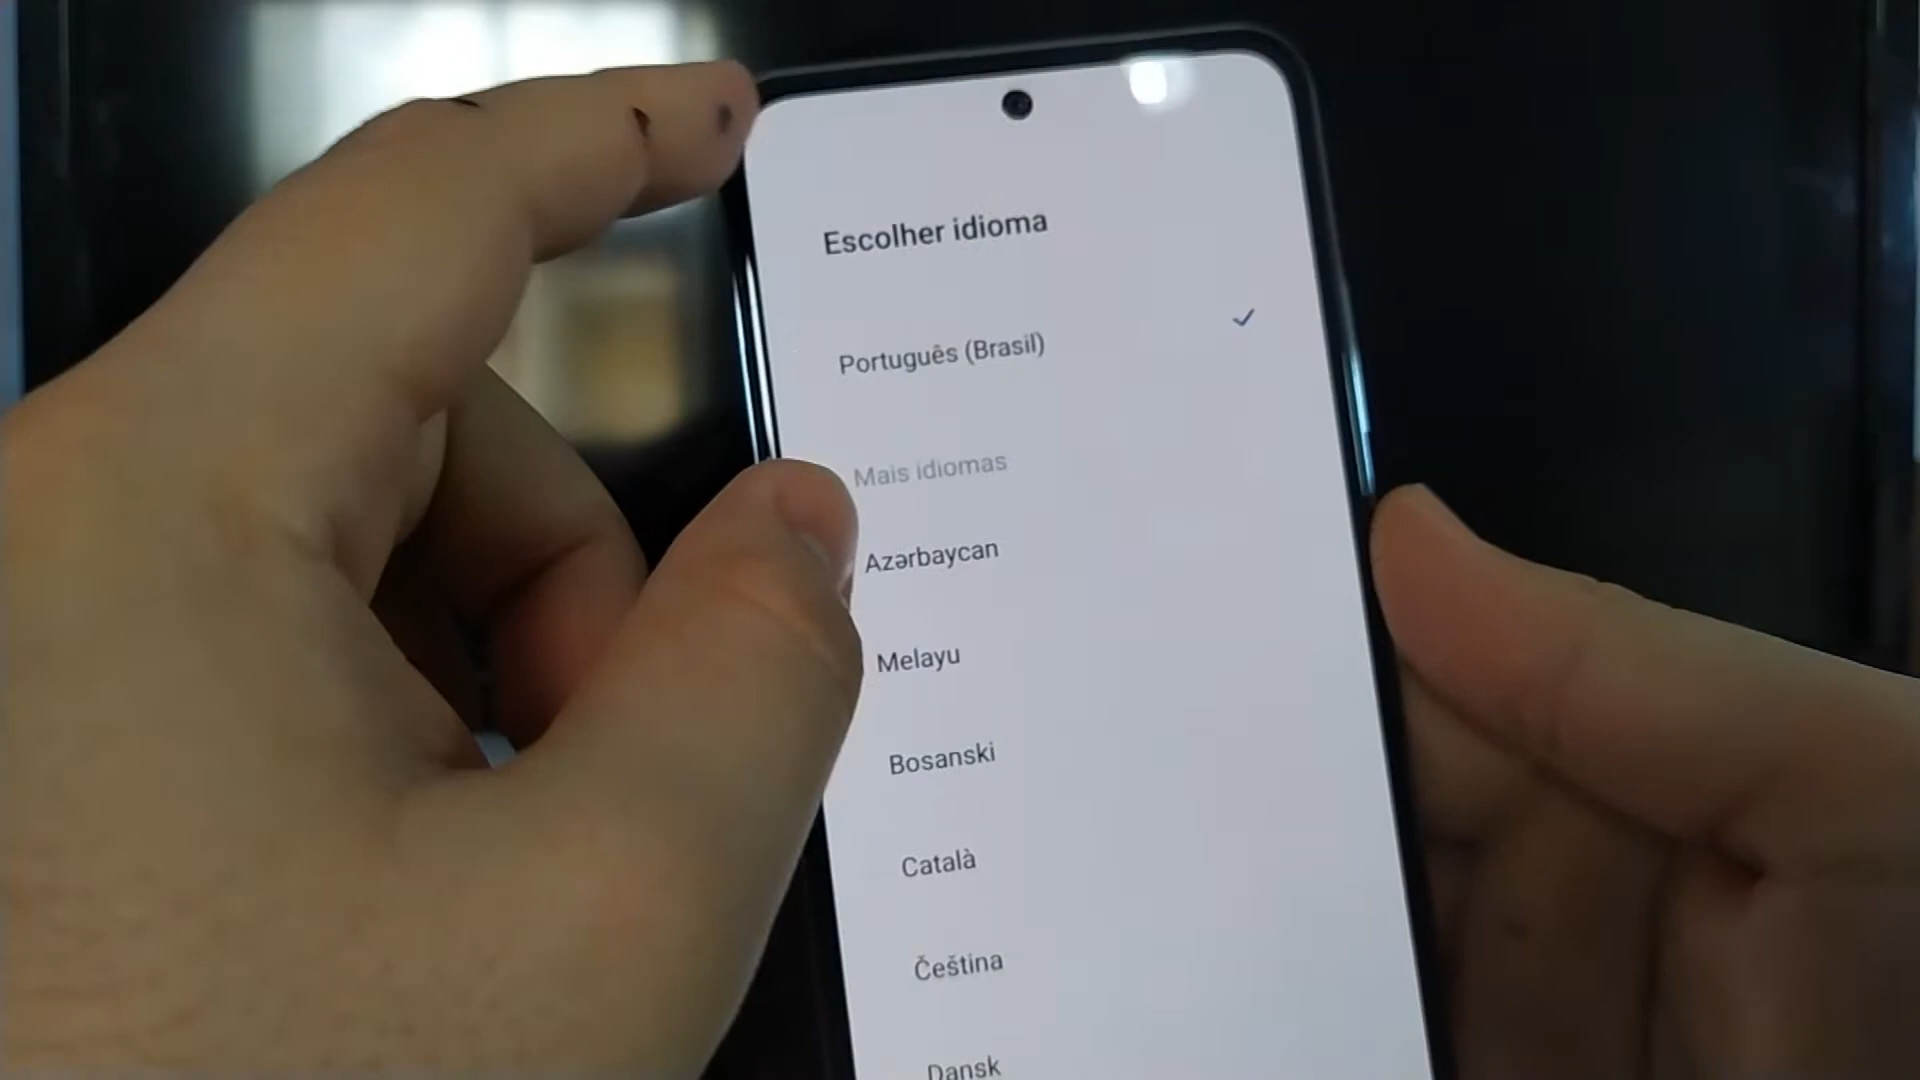 Escolher idioma
Português (Brasil)
Mais idiomas
Azərbaycan
Melayu
Bosanski
Català
Čeština
Dansk